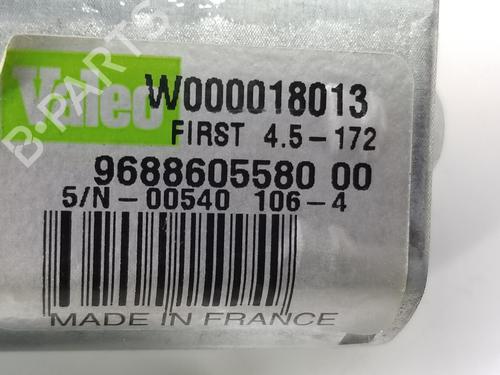 B-PARTS
Valeo
W000018013
FIRST 4.5-172
9688605580 00
S/N-00540 106-4
MADE IN FRANCE